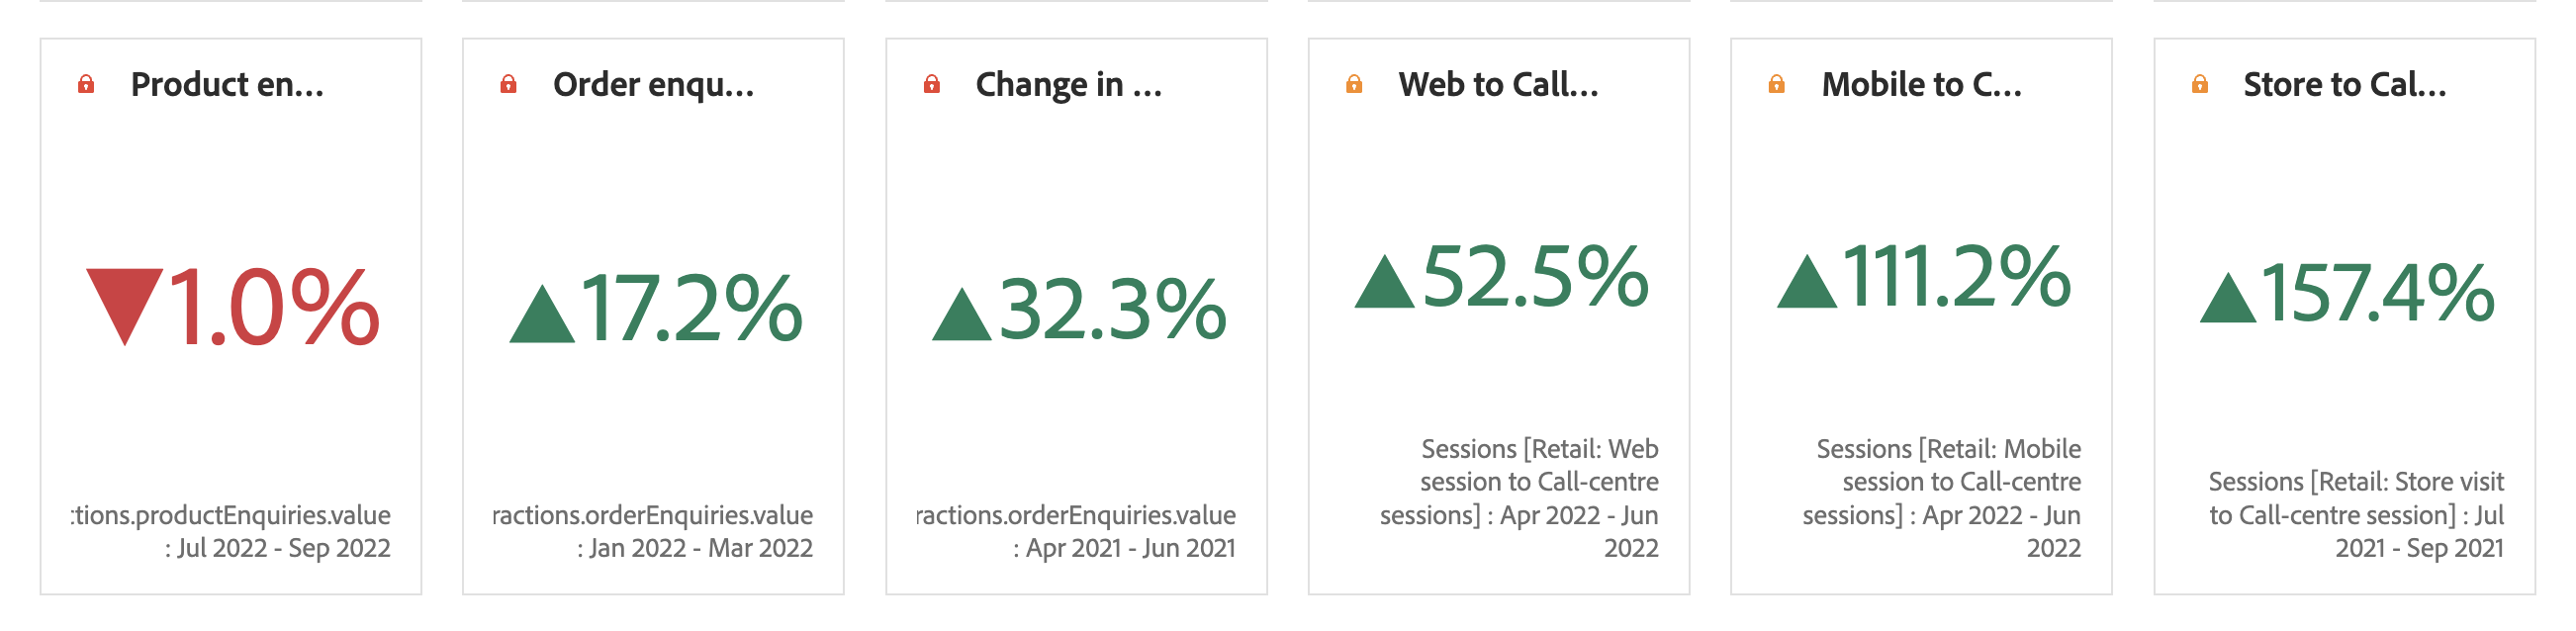 Product en...
▼1.0%
:tions.productEnquiries.value
: Jul 2022 - Sep 2022
Order enqu...
▲17.2%
ractions.orderEnquiries.value
: Jan 2022 - Mar 2022
Change in ...
▲32.3%
ractions.orderEnquiries.value
: Apr 2021 - Jun 2021
Web to Call...
▲52.5%
Sessions [Retail: Web
session to Call-centre
sessions] : Apr 2022 - Jun
2022
Mobile to C...
▲111.2%
Sessions [Retail: Mobile
session to Call-centre
sessions] : Apr 2022 - Jun
2022
Store to Cal...
▲157.4%
Sessions [Retail: Store visit
to Call-centre session] : Jul
2021 - Sep 2021